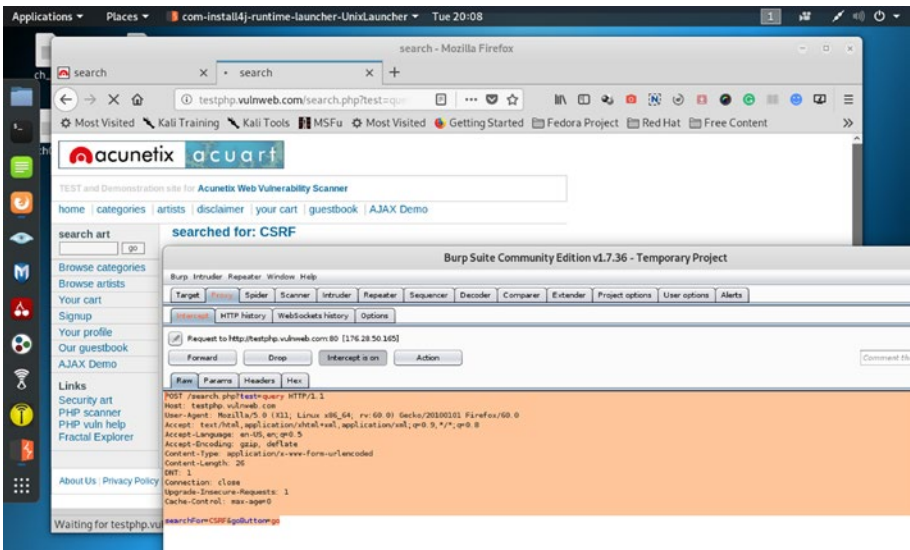 Applications Places com-install4j-runtime-launcher-UnixLauncher Tue 20:08 1
search - Mozilla Firefox
search × search × +
testphp.vulnweb.com/search.php?test=que
Most Visited Kali Training Kali Tools MSFu Most Visited Getting Started Fedora Project Red Hat Free Content
acunetix acuart
TEST and Demonstration site for Acunetix Web Vulnerability Scanner
home | categories | artists | disclaimer | your cart | guestbook | AJAX Demo
search art
go
Browse categories
Browse artists
Your cart
Signup
Your profile
Our guestbook
AJAX Demo
Links
Security art
PHP scanner
PHP vuln help
Fractal Explorer
About Us | Privacy Policy
Waiting for testphp.vu
searched for: CSRF
Burp Suite Community Edition v1.7.36 - Temporary Project
Burp Intruder Repeater Window Help
Target Proxy Spider Scanner Intruder Repeater Sequencer Decoder Comparer Extender Project options User options Alerts
Intercept HTTP history WebSockets history Options
Request to http://testphp.vulnweb.com:80 [176.28.50.165]
Forward Drop Intercept is on Action Comment th
Raw Params Headers Hex
POST /search.php?test=query HTTP/1.1
Host: testphp.vulnweb.com
User-Agent: Mozilla/5.0 (X11; Linux x86_64; rv:60.0) Gecko/20100101 Firefox/60.0
Accept: text/html,application/xhtml+xml,application/xml;q=0.9,*/*;q=0.8
Accept-Language: en-US,en;q=0.5
Accept-Encoding: gzip, deflate
Content-Type: application/x-www-form-urlencoded
Content-Length: 26
DNT: 1
Connection: close
Upgrade-Insecure-Requests: 1
Cache-Control: max-age=0
searchFor=CSRF&goButton=go